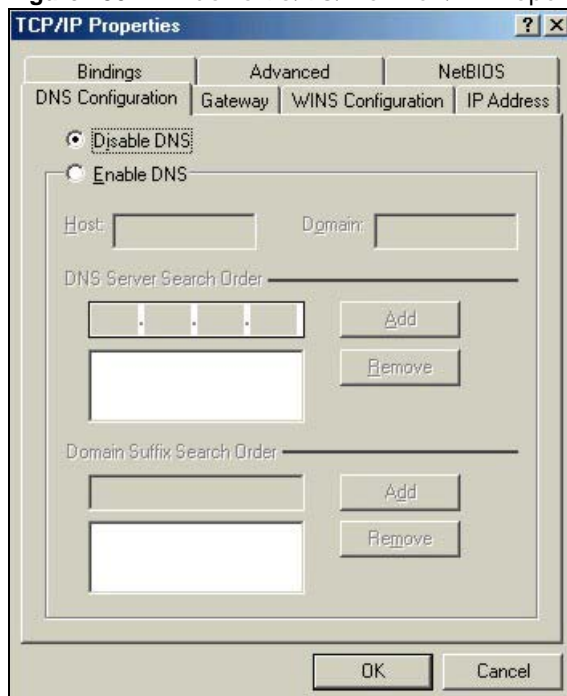 TCP/IP Properties
Bindings Advanced NetBIOS
DNS Configuration Gateway WINS Configuration IP Address
Disable DNS
Enable DNS
Host: Domain:
DNS Server Search Order
Add
Remove
Domain Suffix Search Order
Add
Remove
OK Cancel